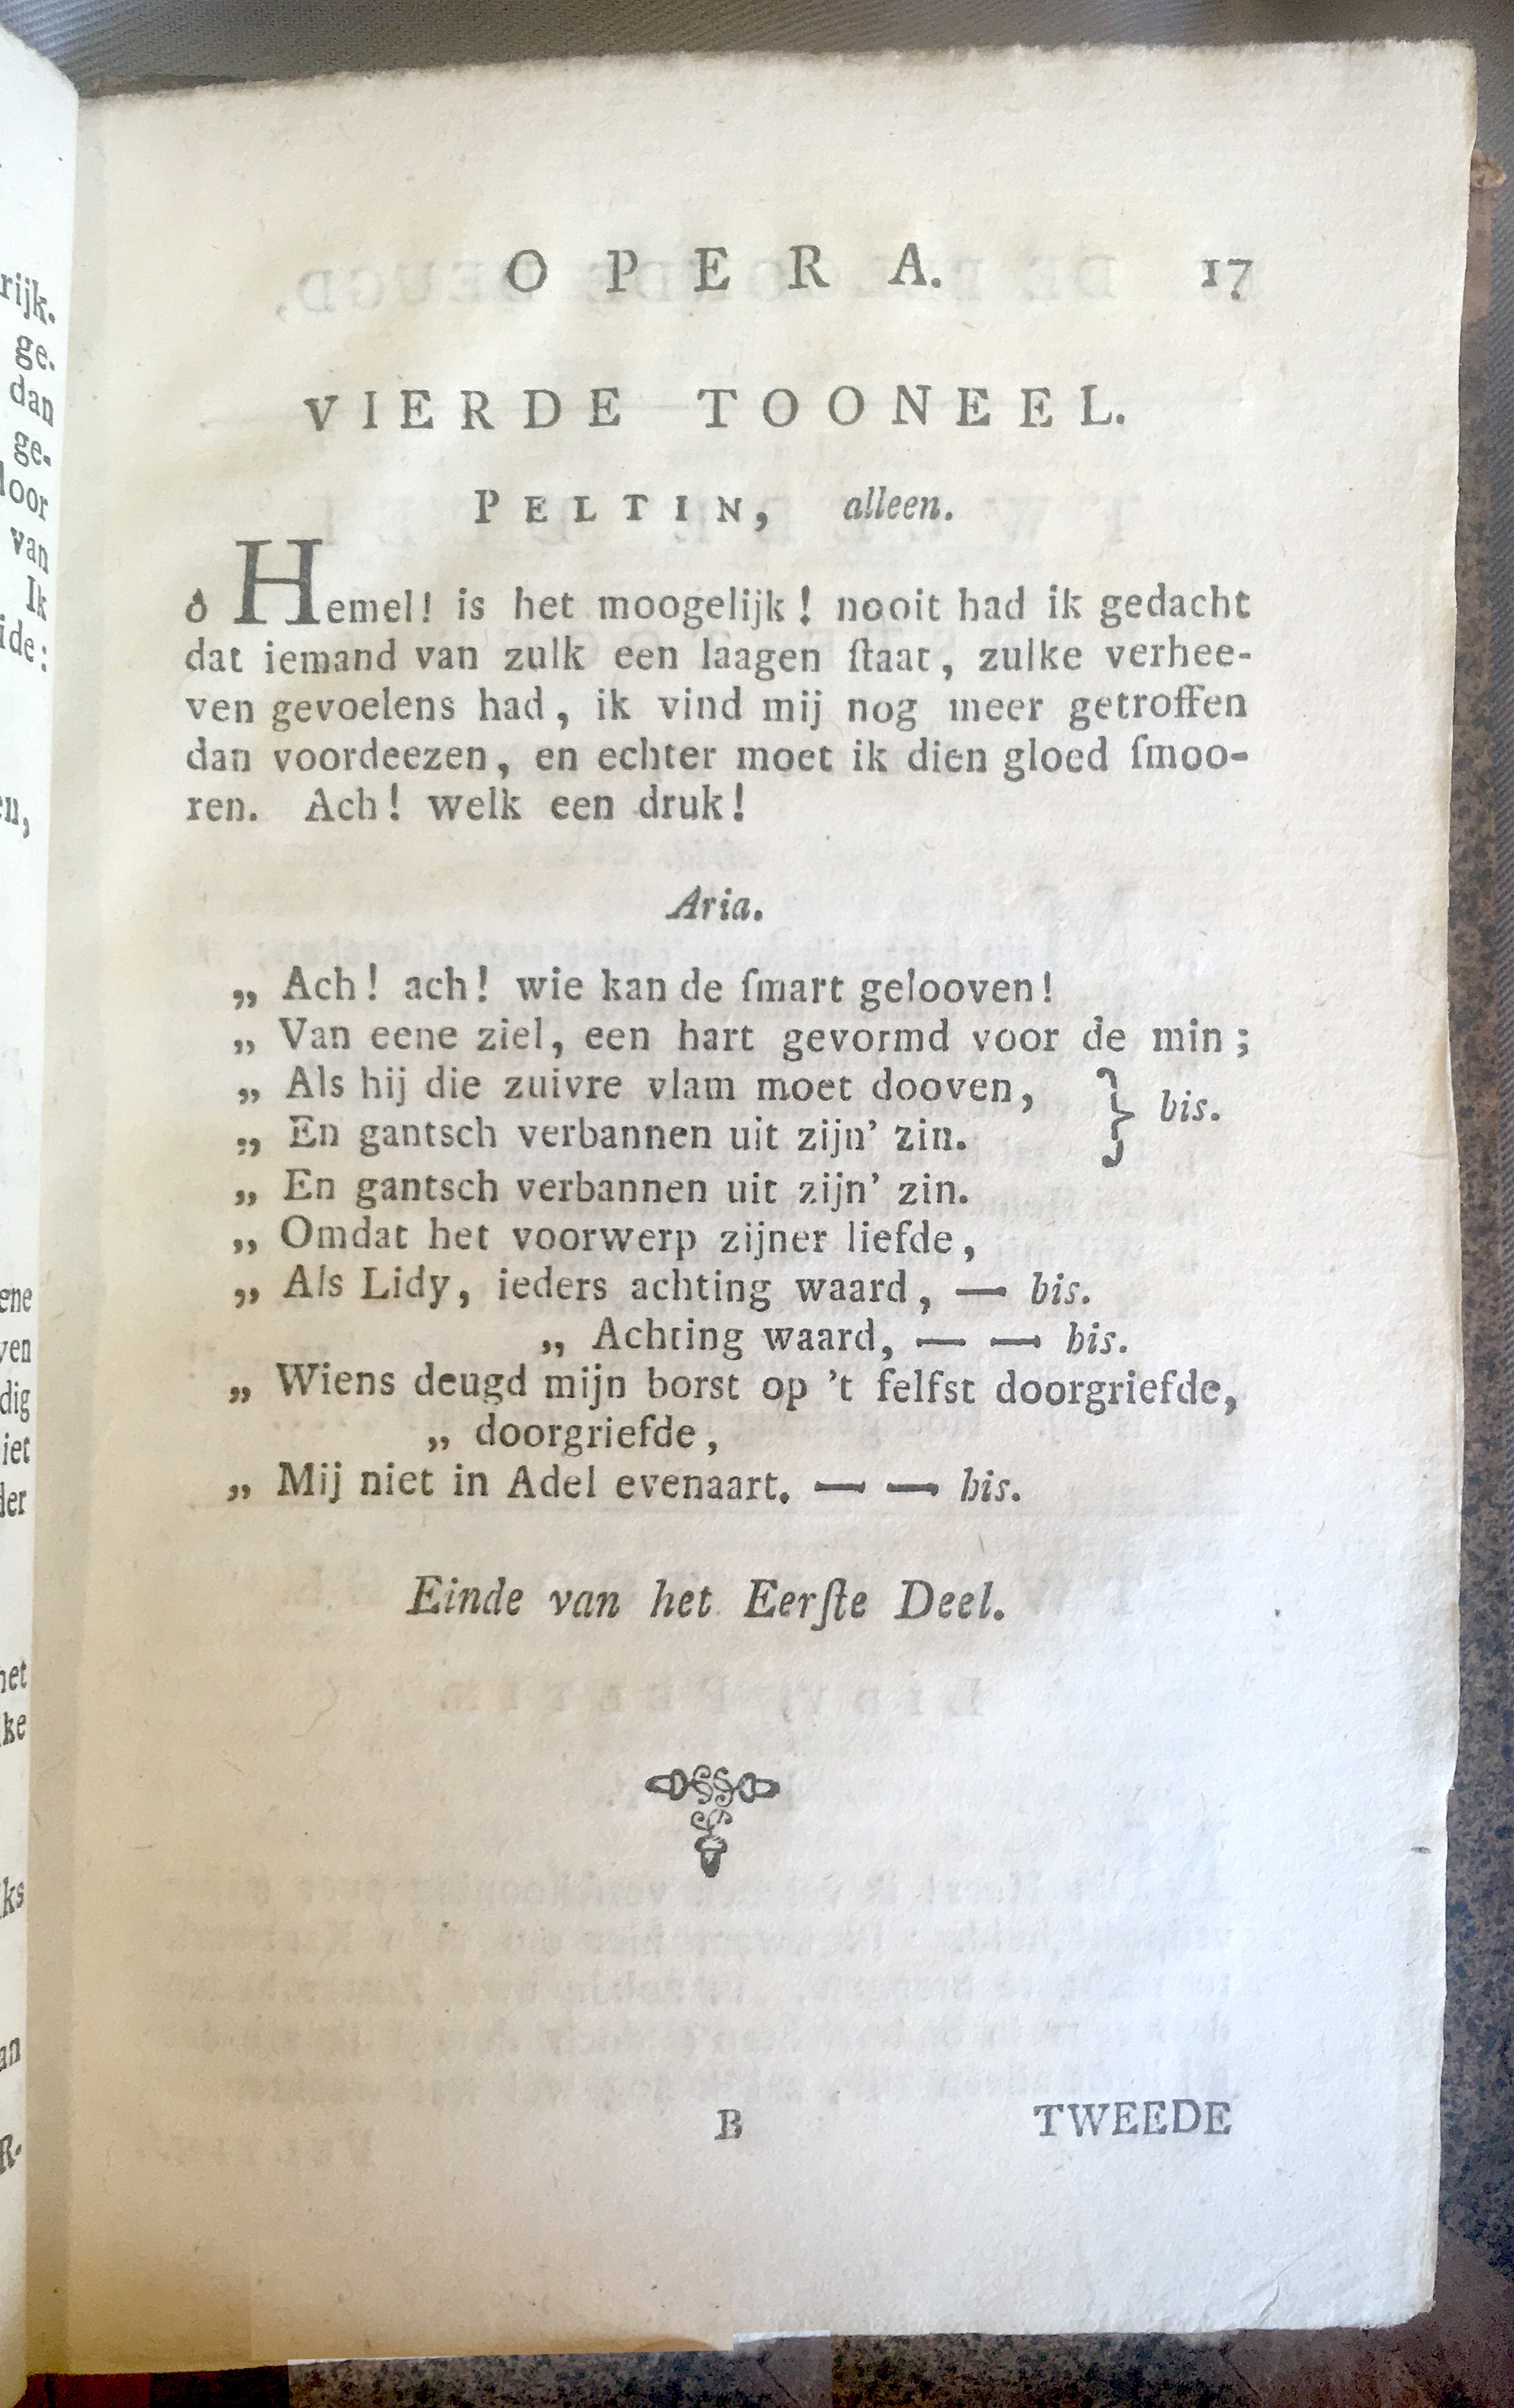 OPERA. 17
VIERDE TOONEEL.
PELTIN, alleen.
ô Hemel! is het moogelijk! nooit had ik gedacht
dat iemand van zulk een laagen ſtaat, zulke verhee-
ven gevoelens had, ik vind mij nog meer getroffen
dan voordeezen, en echter moet ik dien gloed ſmoo-
ren. Ach! welk een druk!
Aria.
„ Ach! ach! wie kan de ſmart gelooven!
„ Van eene ziel, een hart gevormd voor de min;
„ Als hij die zuivre vlam moet dooven,
„ En gantsch verbannen uit zijn’ zin. } bis.
„ En gantsch verbannen uit zijn’ zin.
„ Omdat het voorwerp zijner liefde,
„ Als Lidy, ieders achting waard, — bis.
„ Achting waard, — — bis.
„ Wiens deugd mijn borst op ’t felfst doorgriefde,
„ doorgriefde,
„ Mij niet in Adel evenaart. — — bis.
Einde van het Eerſte Deel.
B TWEEDE